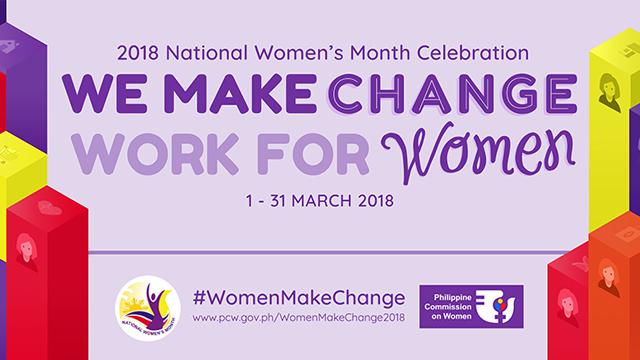 2018 National Women's Month Celebration
WE MAKE CHANGE
WORK FOR Women
1 - 31 MARCH 2018
NATIONAL WOMEN'S MONTH
#WomenMakeChange
www.pcw.gov.ph/WomenMakeChange2018
Philippine
Commission
on Women